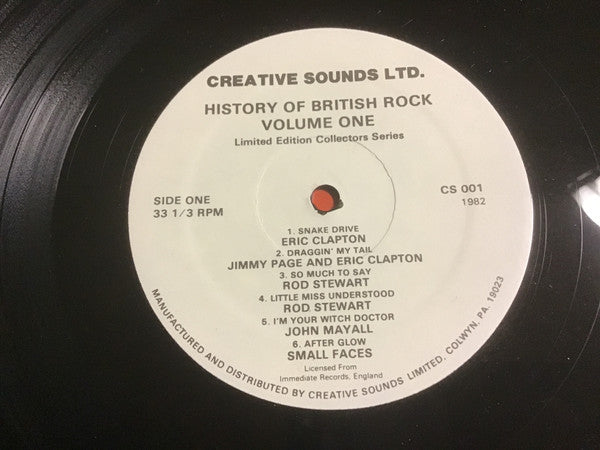 CREATIVE SOUNDS LTD.
HISTORY OF BRITISH ROCK
VOLUME ONE
Limited Edition Collectors Series
SIDE ONE
33 1/3 RPM
CS 001
1982
1. SNAKE DRIVE
ERIC CLAPTON
2. DRAGGIN' MY TAIL
JIMMY PAGE AND ERIC CLAPTON
3. SO MUCH TO SAY
ROD STEWART
4. LITTLE MISS UNDERSTOOD
ROD STEWART
5. I'M YOUR WITCH DOCTOR
JOHN MAYALL
6. AFTER GLOW
SMALL FACES
Licensed From
Immediate Records, England
MANUFACTURED AND DISTRIBUTED BY CREATIVE SOUNDS LIMITED, COLWYN, PA. 19023